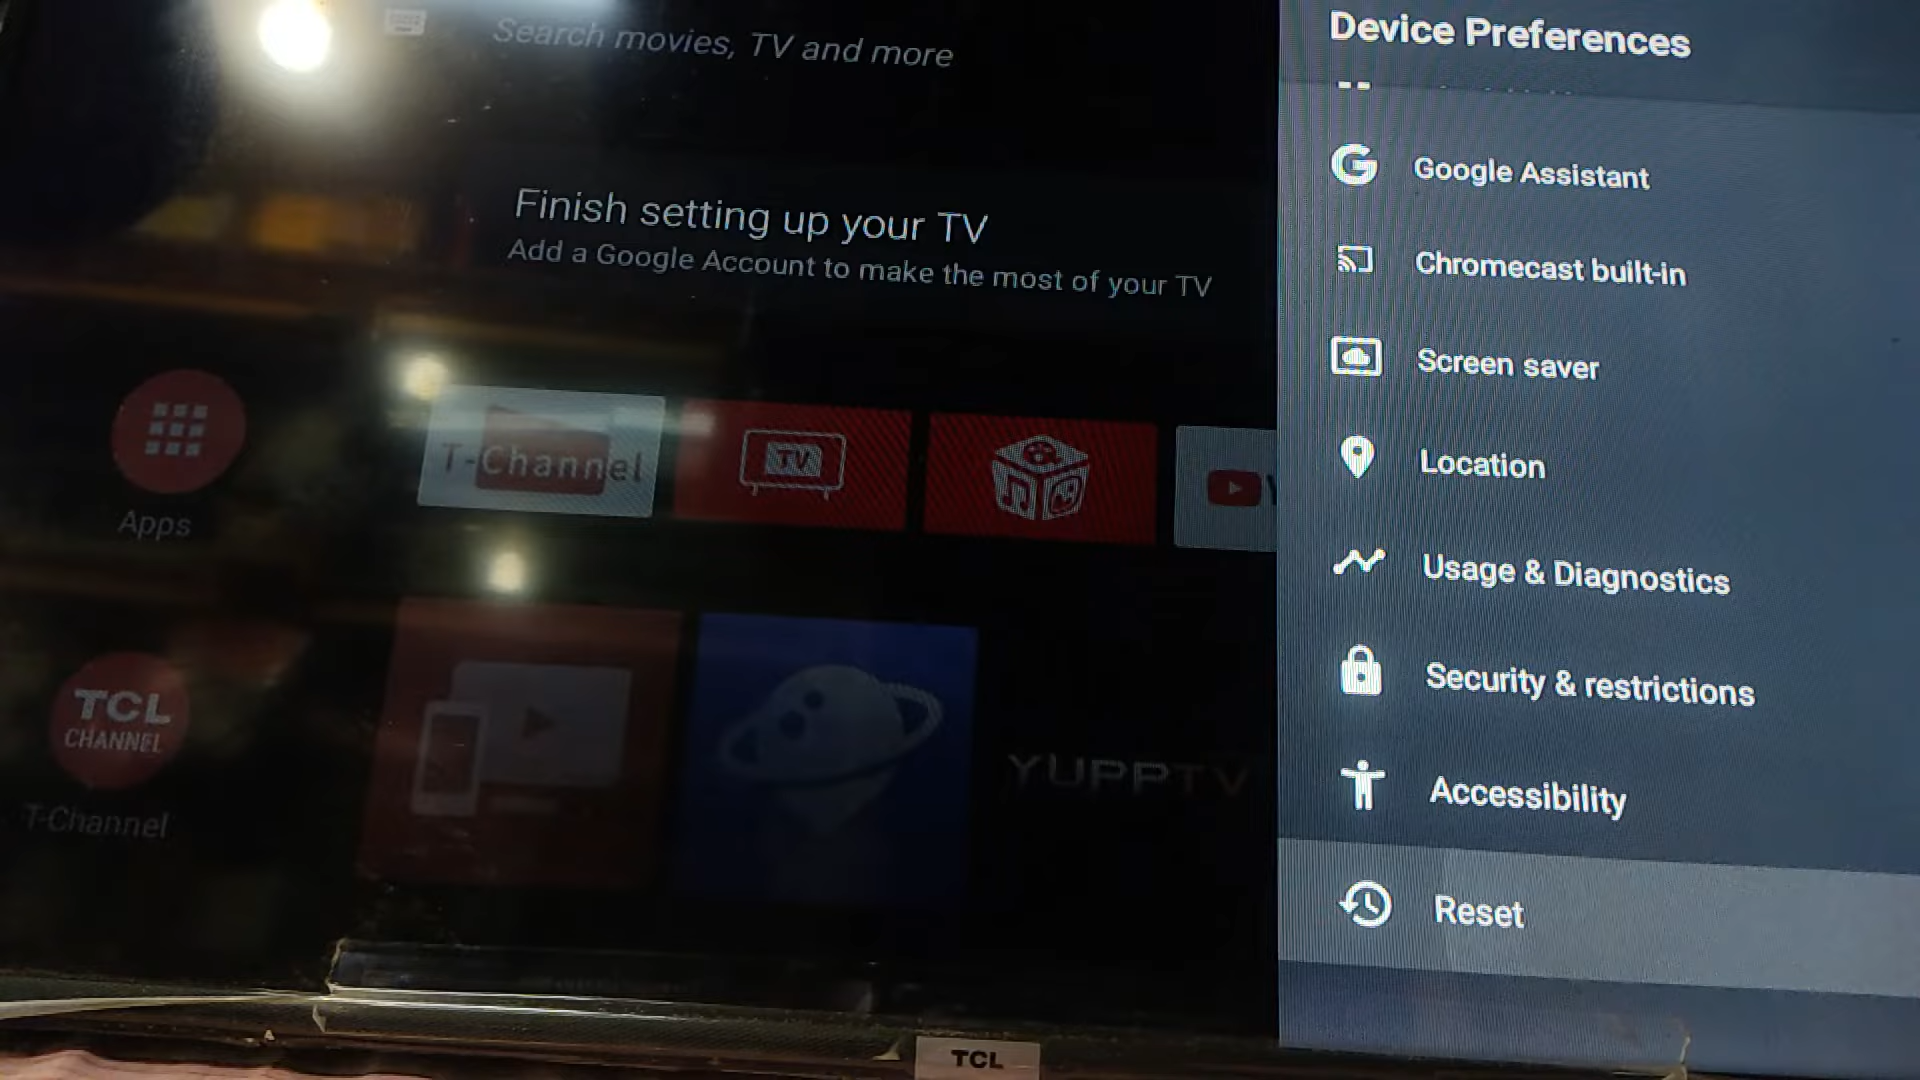 Search movies, TV and more
Finish setting up your TV
Add a Google Account to make the most of your TV
Apps
T-Channel
TV
TCL
CHANNEL
T-Channel
YUPPTV
TCL
Device Preferences
Google Assistant
Chromecast built-in
Screen saver
Location
Usage & Diagnostics
Security & restrictions
Accessibility
Reset